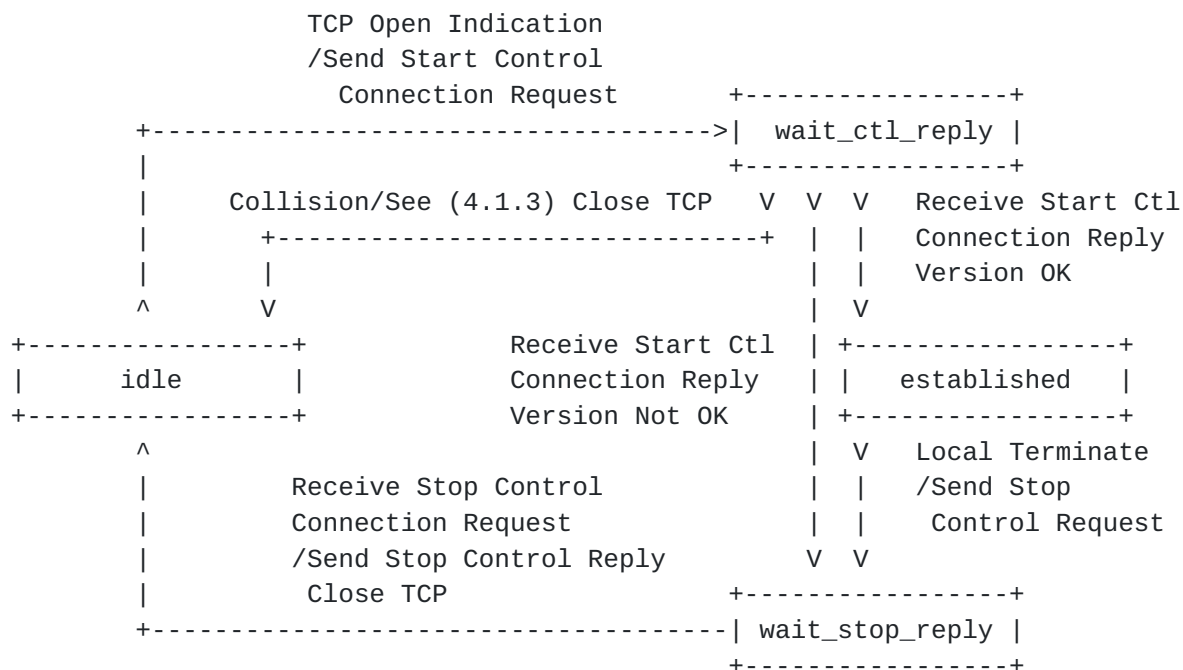 TCP Open Indication
/Send Start Control
Connection Request
wait_ctl_reply
Collision/See (4.1.3) Close TCP
Receive Start Ctl
Connection Reply
Version OK
Receive Start Ctl
Connection Reply
Version Not OK
idle
established
Receive Stop Control
Connection Request
/Send Stop Control Reply
Close TCP
Local Terminate
/Send Stop
Control Request
wait_stop_reply